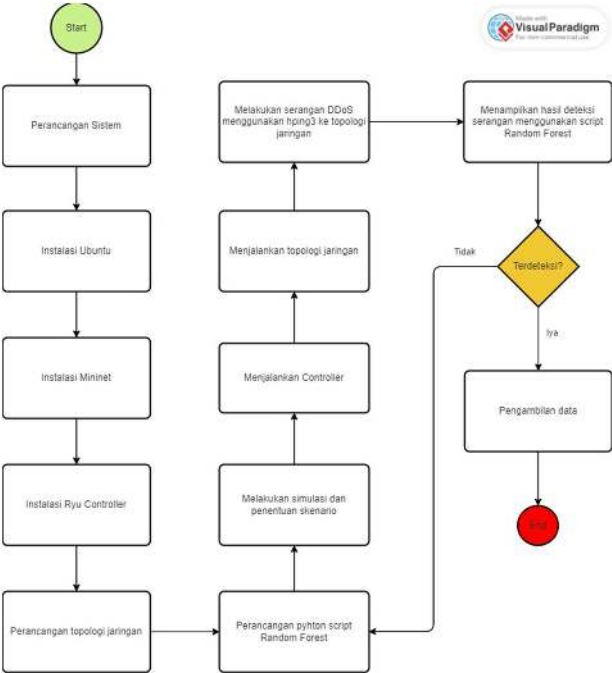 Start
Perancangan Sistem
Instalasi Ubuntu
Instalasi Mininet
Instalasi Ryu Controller
Perancangan topologi jaringan
Perancangan pyhton script
Random Forest
Melakukan simulasi dan
penentuan skenario
Menjalankan Controller
Menjalankan topologi jaringan
Melakukan serangan DDoS
menggunakan hping3 ke topologi
jaringan
Menampilkan hasil deteksi
serangan menggunakan script
Random Forest
Terdeteksi?
Tidak
Iya
Pengambilan data
End
Made with
Visual Paradigm
For non-commercial use